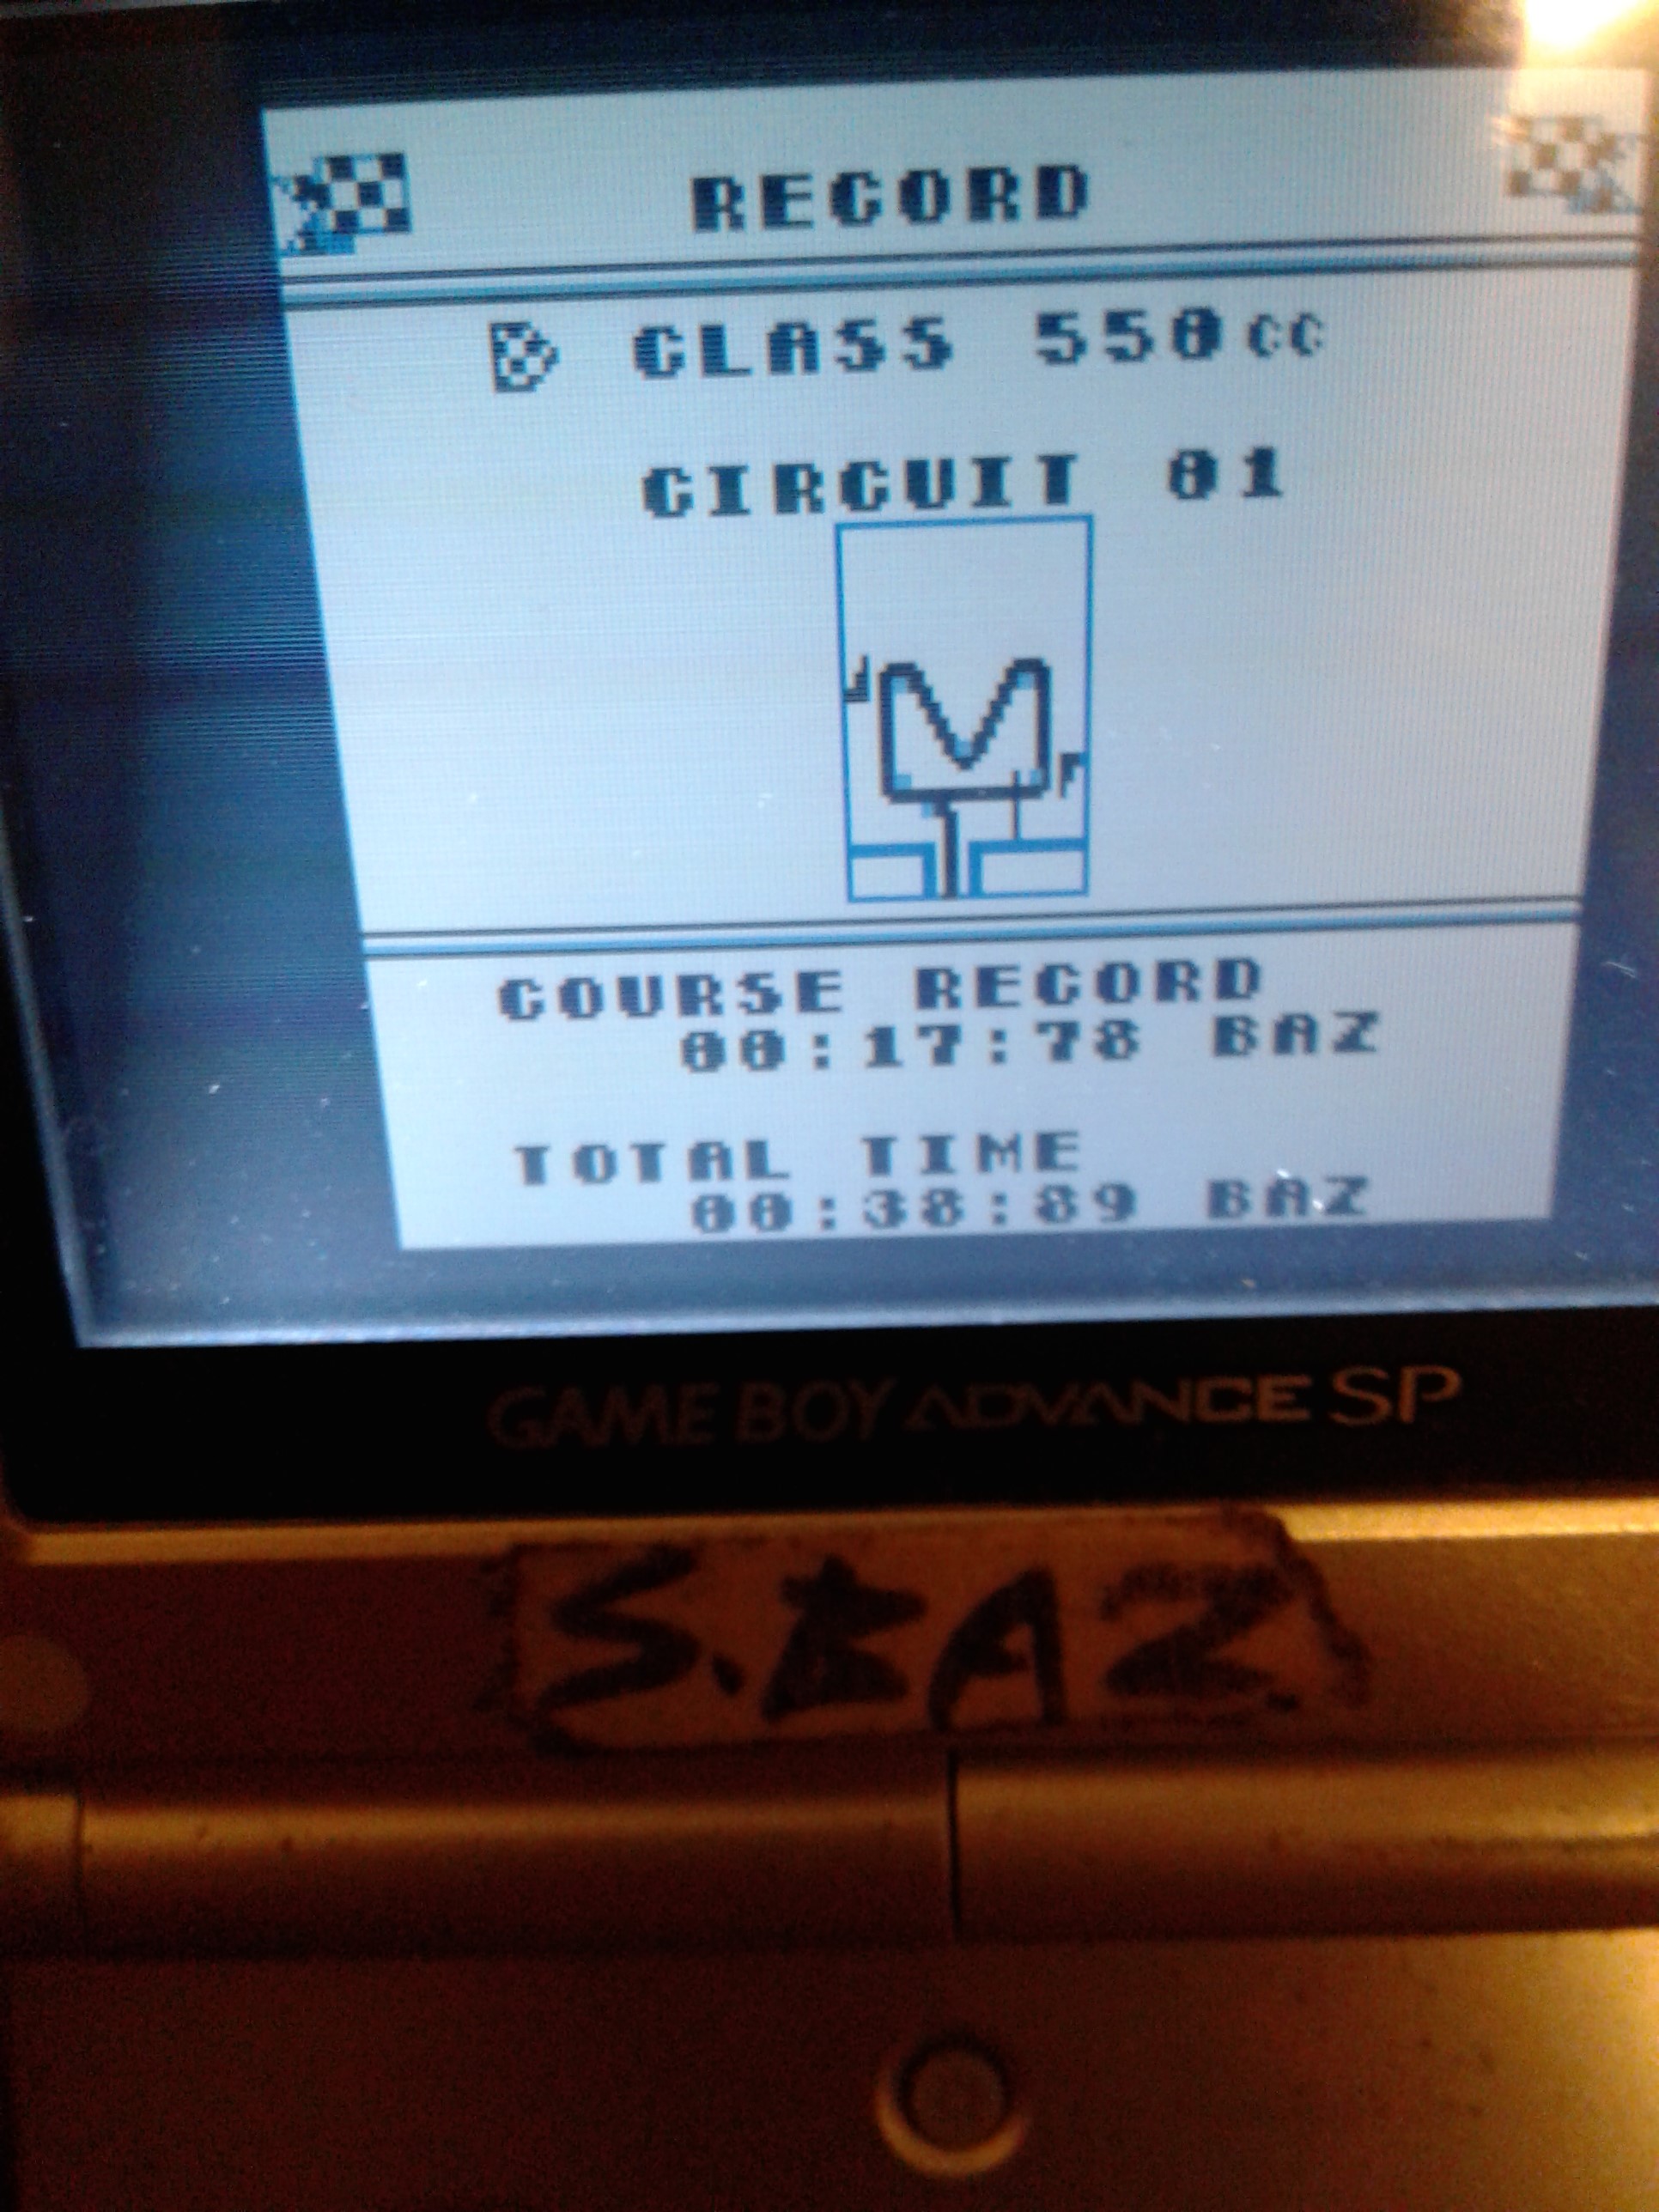 RECORD
CLASS 550cc
CIRCUIT 01
COURSE RECORD
00:17:78 BAZ
TOTAL TIME
00:38:89 BAZ
GAME BOY ADVANCE SP
S.BAZ.